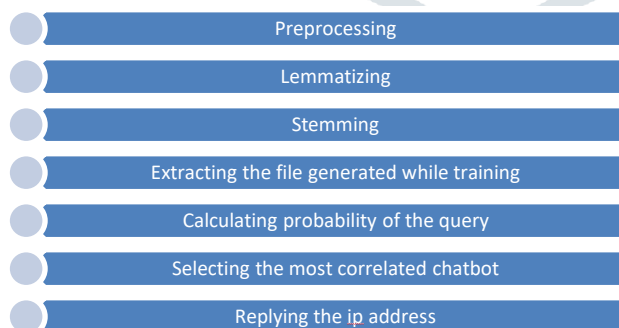 Preprocessing
Lemmatizing
Stemming
Extracting the file generated while training
Calculating probability of the query
Selecting the most correlated chatbot
Replying the ip address